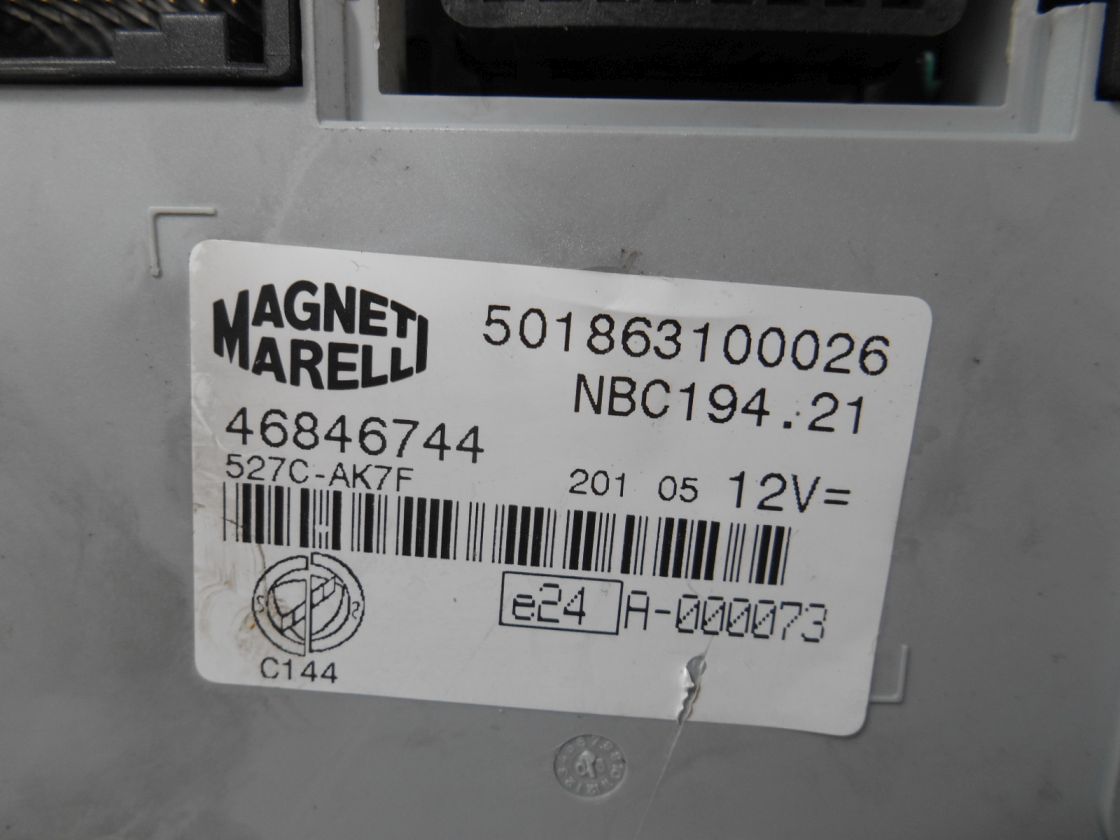 MAGNETI
MARELLI
501863100026
NBC194.21
46846744
527C-AK7F
201 05 12V=
e24 A-000073
C144